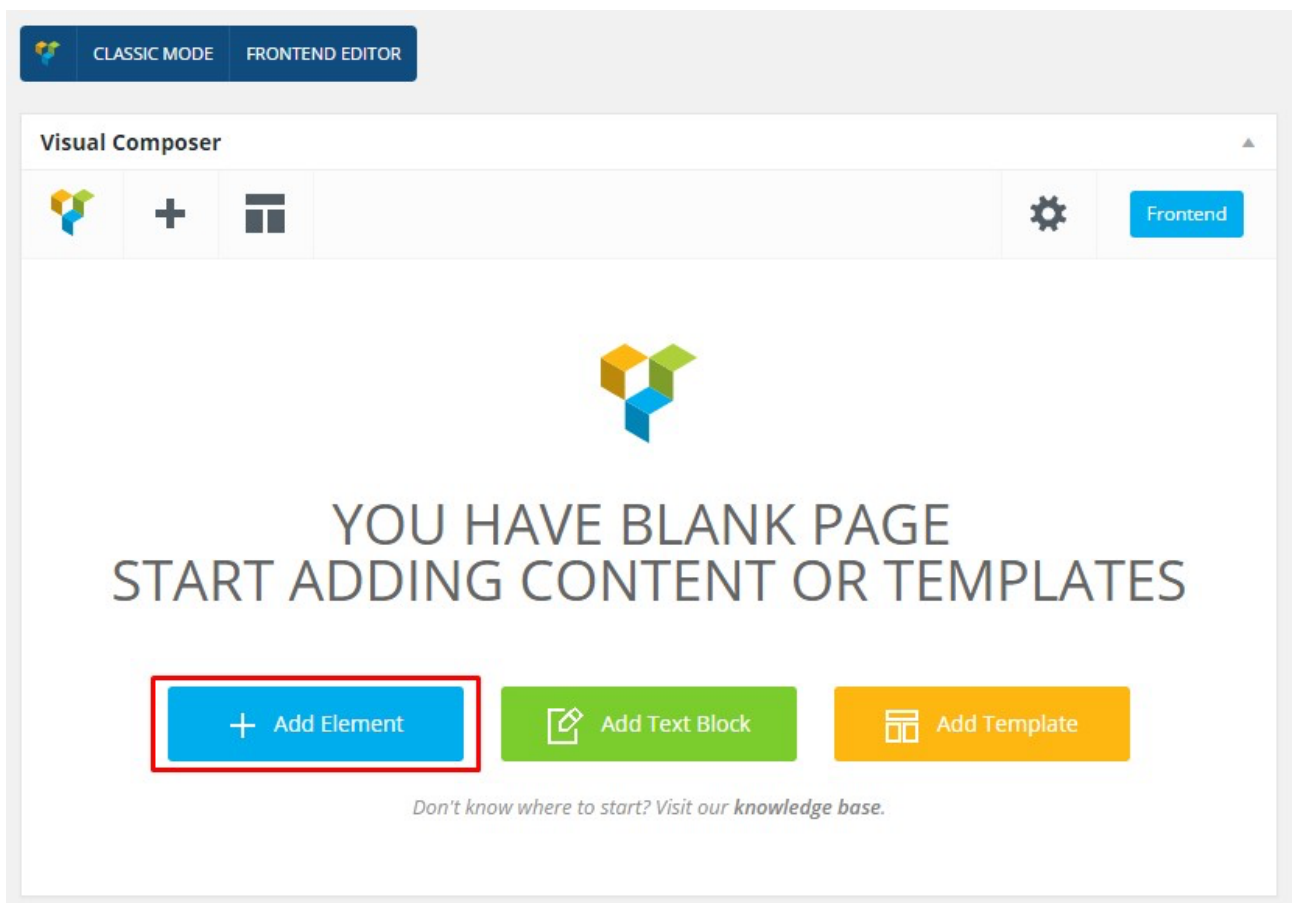 CLASSIC MODE FRONTEND EDITOR
Visual Composer
Frontend
YOU HAVE BLANK PAGE
START ADDING CONTENT OR TEMPLATES
Add Element Add Text Block Add Template
Don't know where to start? Visit our knowledge base.